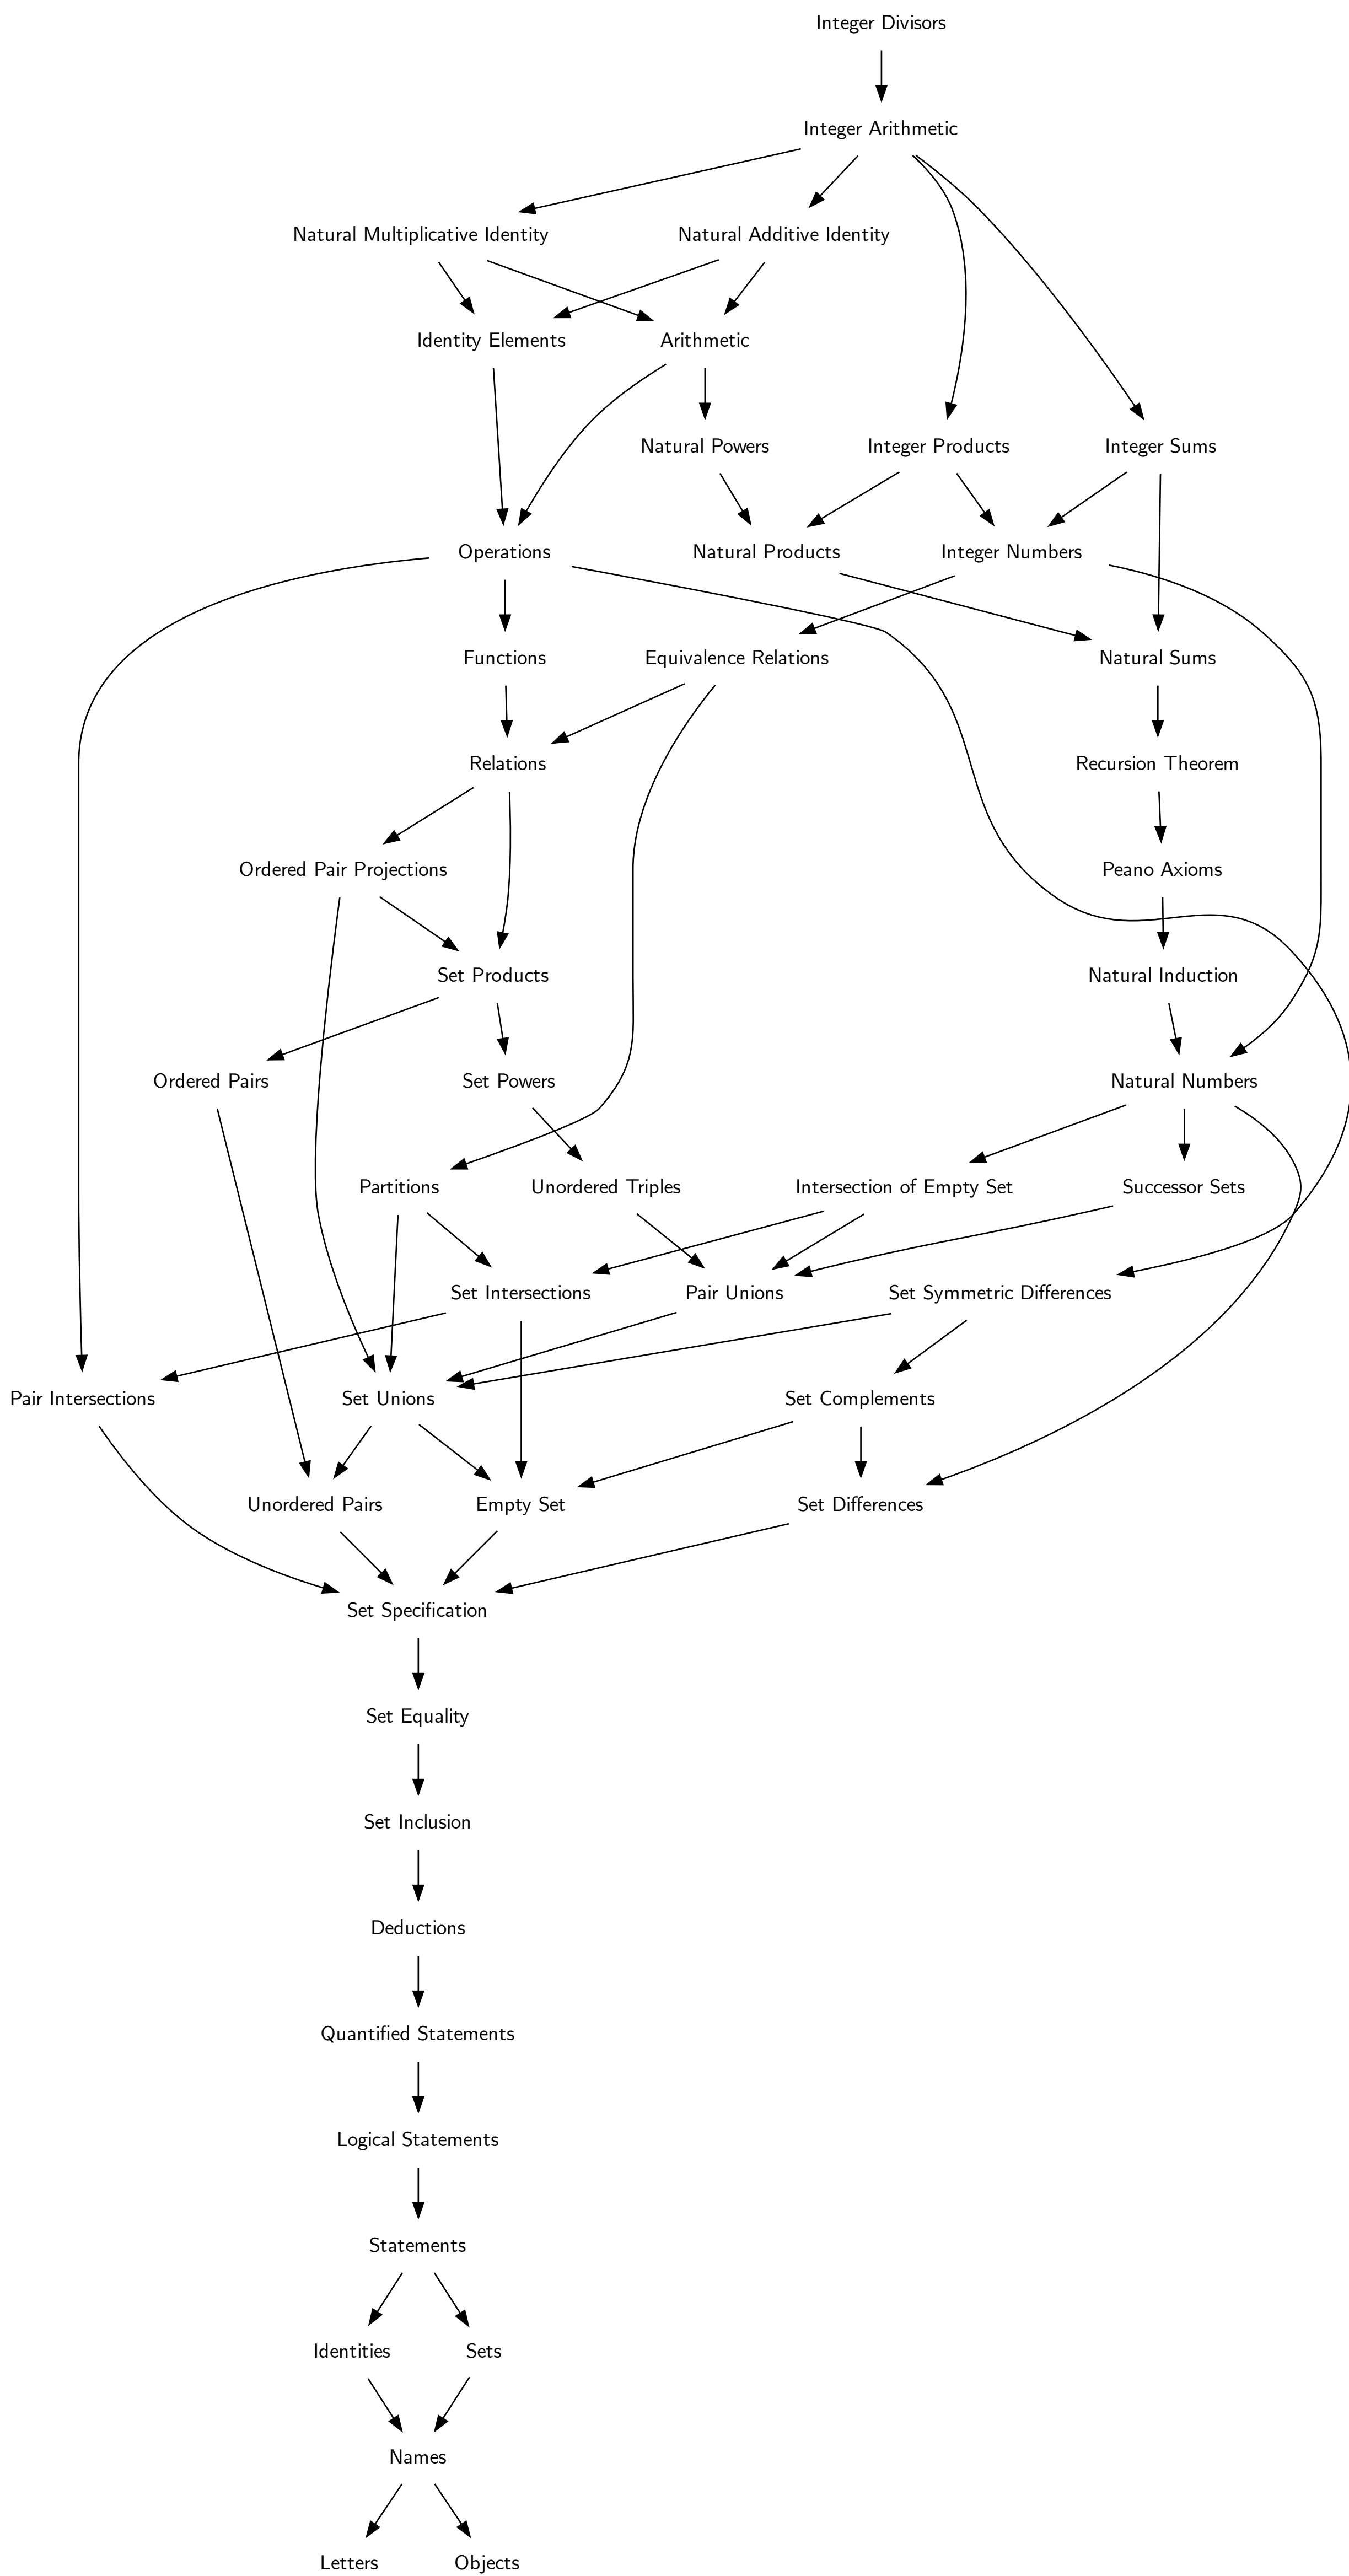 Integer Divisors
Integer Arithmetic
Natural Multiplicative Identity
Natural Additive Identity
Identity Elements
Arithmetic
Natural Powers
Integer Products
Integer Sums
Operations
Natural Products
Integer Numbers
Functions
Equivalence Relations
Natural Sums
Relations
Recursion Theorem
Ordered Pair Projections
Peano Axioms
Set Products
Natural Induction
Ordered Pairs
Set Powers
Natural Numbers
Partitions
Unordered Triples
Intersection of Empty Set
Successor Sets
Set Intersections
Pair Unions
Set Symmetric Differences
Pair Intersections
Set Unions
Set Complements
Unordered Pairs
Empty Set
Set Differences
Set Specification
Set Equality
Set Inclusion
Deductions
Quantified Statements
Logical Statements
Statements
Identities
Sets
Names
Letters
Objects